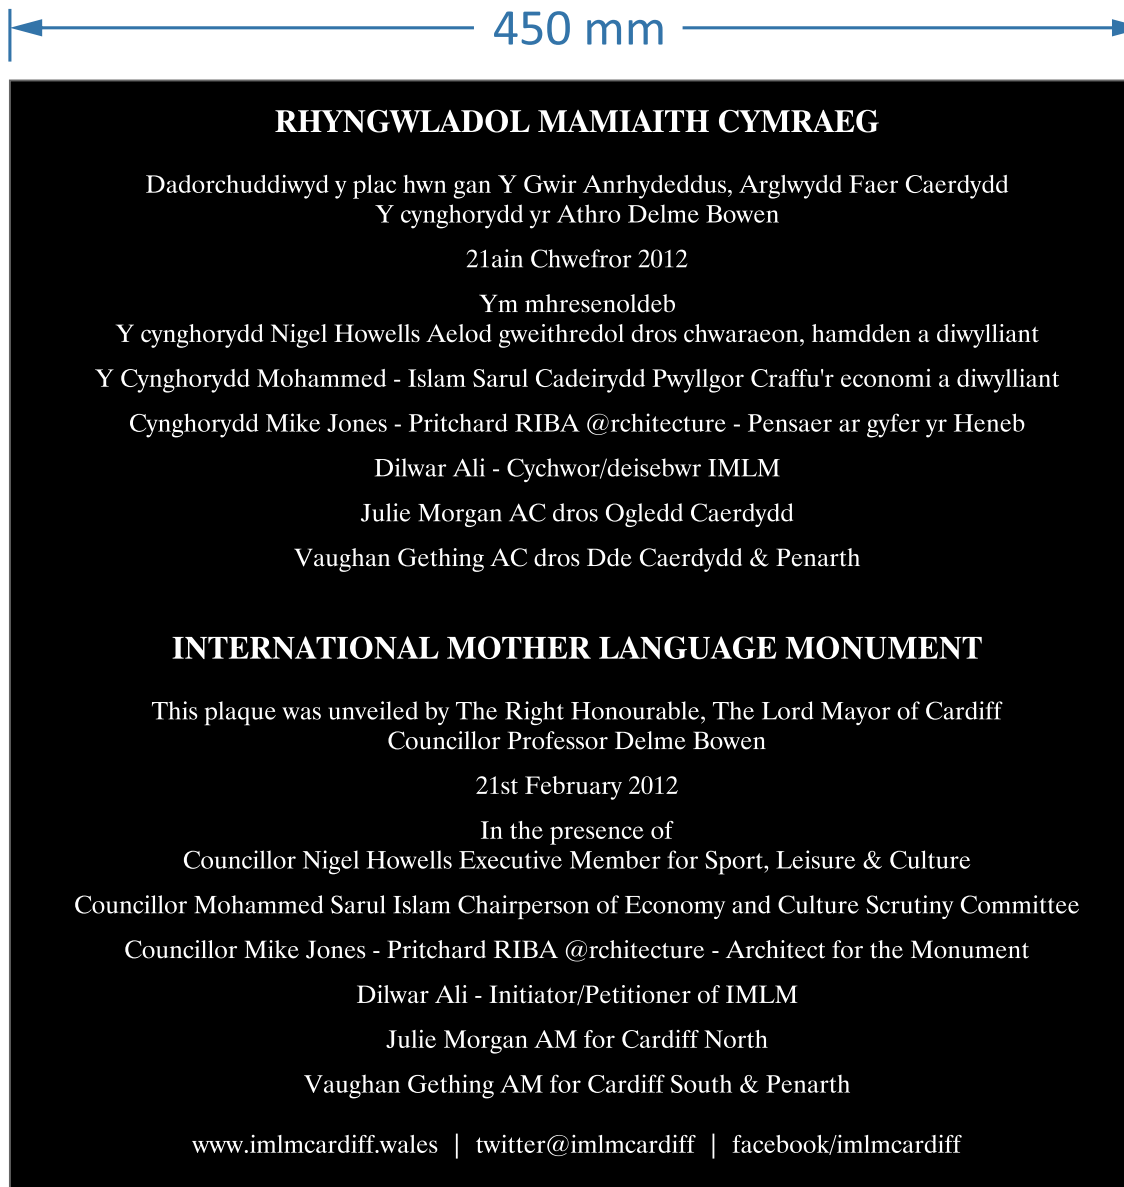 450 mm
RHYNGWLADOL MAMIAITH CYMRAEG
Dadorchuddiwyd y plac hwn gan Y Gwir Anrhydeddus, Arglwydd Faer Caerdydd
Y cynghorydd yr Athro Delme Bowen
21ain Chwefror 2012
Ym mhresenoldeb
Y cynghorydd Nigel Howells Aelod gweithredol dros chwaraeon, hamdden a diwylliant
Y Cynghorydd Mohammed - Islam Sarul Cadeirydd Pwyllgor Craffu'r economi a diwylliant
Cynghorydd Mike Jones - Pritchard RIBA @rchitecture - Pensaer ar gyfer yr Heneb
Dilwar Ali - Cychwor/deisebwr IMLM
Julie Morgan AC dros Ogledd Caerdydd
Vaughan Gething AC dros Dde Caerdydd & Penarth
INTERNATIONAL MOTHER LANGUAGE MONUMENT
This plaque was unveiled by The Right Honourable, The Lord Mayor of Cardiff
Councillor Professor Delme Bowen
21st February 2012
In the presence of
Councillor Nigel Howells Executive Member for Sport, Leisure & Culture
Councillor Mohammed Sarul Islam Chairperson of Economy and Culture Scrutiny Committee
Councillor Mike Jones - Pritchard RIBA @rchitecture - Architect for the Monument
Dilwar Ali - Initiator/Petitioner of IMLM
Julie Morgan AM for Cardiff North
Vaughan Gething AM for Cardiff South & Penarth
www.imlmcardiff.wales | twitter@imlmcardiff | facebook/imlmcardiff